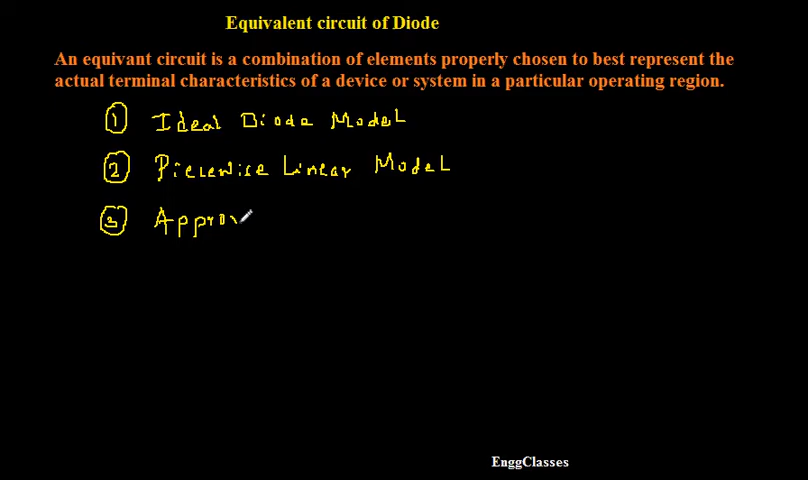 Equivalent circuit of Diode
An equivant circuit is a combination of elements properly chosen to best represent the
actual terminal characteristics of a device or system in a particular operating region.
① Ideal Diode Model
② Piecewise Linear Model
③ Approx
EnggClasses